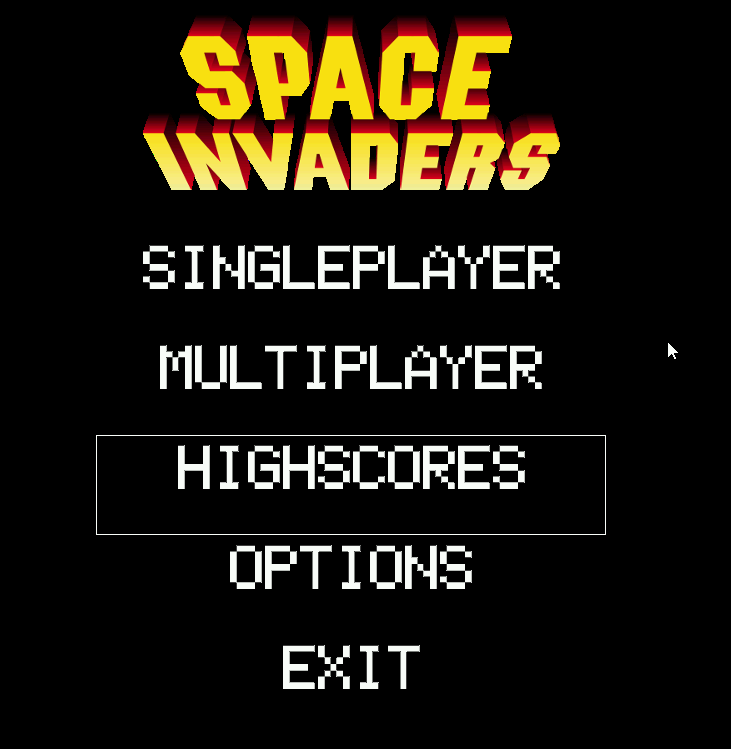 SPACE
INVADERS
SINGLEPLAYER
MULTIPLAYER
HIGHSCORES
OPTIONS
EXIT